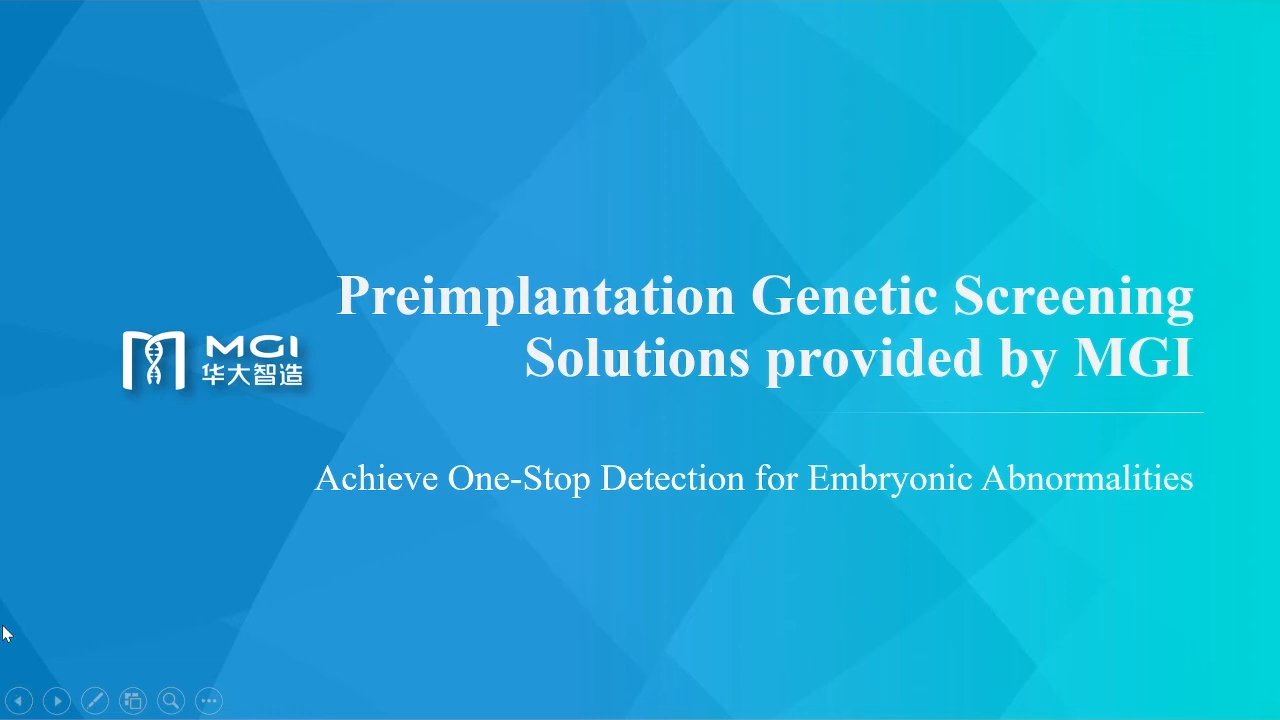 Preimplantation Genetic Screening
Solutions provided by MGI
MGI
华大智造
Achieve One-Stop Detection for Embryonic Abnormalities